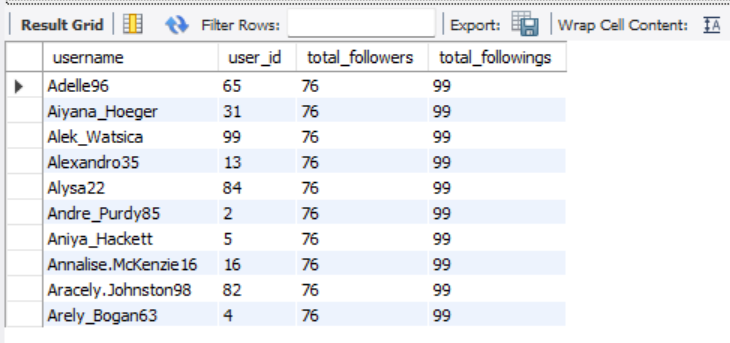 Result Grid Filter Rows: Export: Wrap Cell Content: IA
username user_id total_followers total_followings
Adelle96 65 76 99
Aiyana_Hoeger 31 76 99
Alek_Watsica 99 76 99
Alexandro35 13 76 99
Alysa22 84 76 99
Andre_Purdy85 2 76 99
Aniya_Hackett 5 76 99
Annalise.McKenzie16 16 76 99
Aracely.Johnston98 82 76 99
Arely_Bogan63 4 76 99